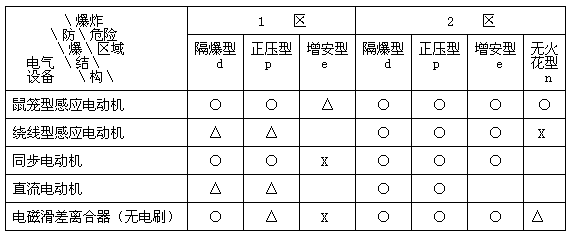 ＼爆炸 1 区 2 区
＼防＼危险
＼爆＼区域 隔爆型 正压型 增安型 隔爆型 正压型 增安型 无火
电气 ＼结＼ d p e d p e 花型
设备 ＼构＼ n
鼠笼型感应电动机 ○ ○ △ ○ ○ ○ ○
绕线型感应电动机 △ △ ○ ○ ○ x
同步电动机 ○ ○ x ○ ○ ○
直流电动机 △ △ ○ ○
电磁滑差离合器（无电刷） ○ △ x ○ ○ ○ △